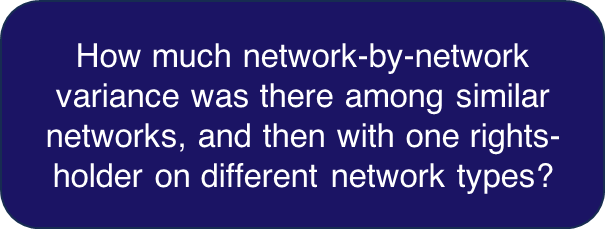 How much network-by-network
variance was there among similar
networks, and then with one rights-
holder on different network types?